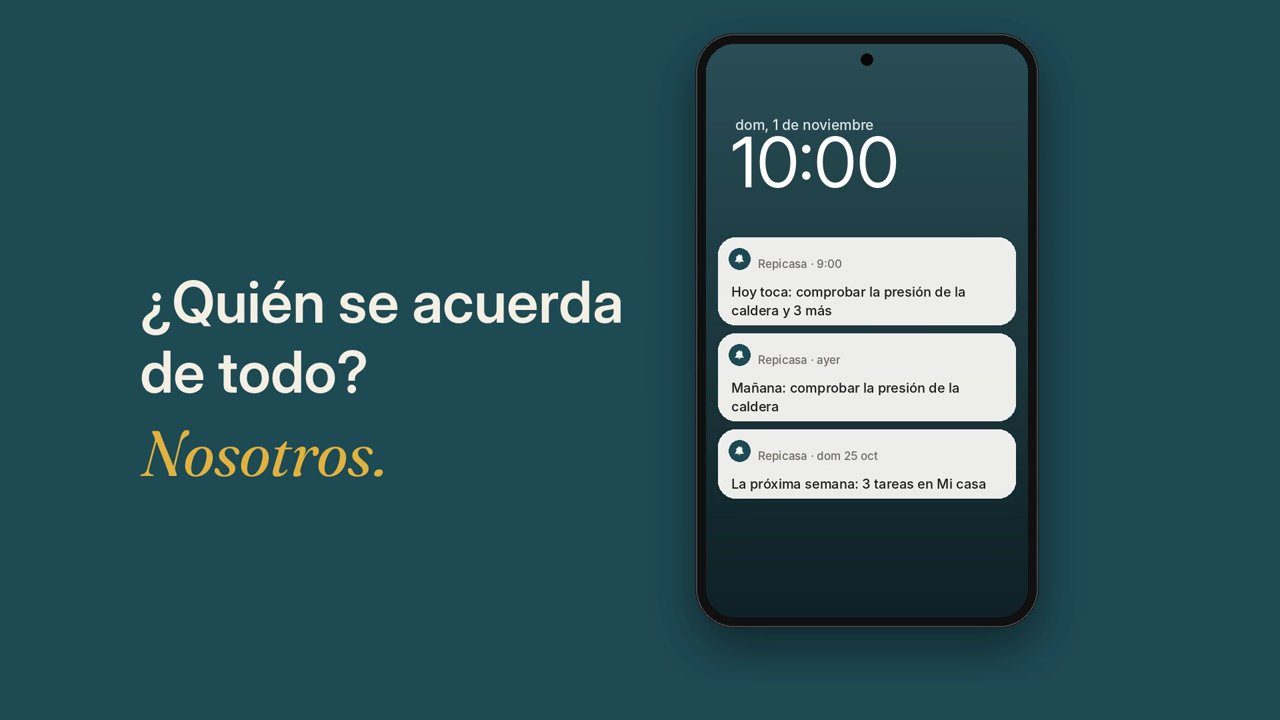 ¿Quién se acuerda
de todo?
Nosotros.
dom, 1 de noviembre
10:00
Repicasa · 9:00
Hoy toca: comprobar la presión de la
caldera y 3 más
Repicasa · ayer
Mañana: comprobar la presión de la
caldera
Repicasa · dom 25 oct
La próxima semana: 3 tareas en Mi casa